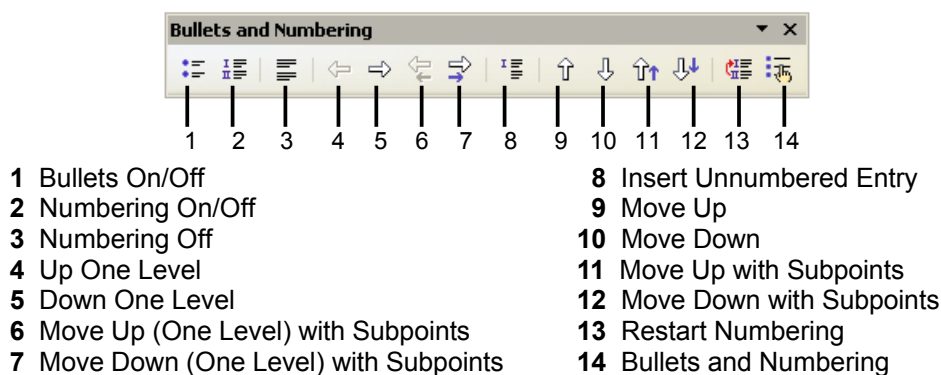 Bullets and Numbering
1 2 3 4 5 6 7 8 9 10 11 12 13 14
1 Bullets On/Off
2 Numbering On/Off
3 Numbering Off
4 Up One Level
5 Down One Level
6 Move Up (One Level) with Subpoints
7 Move Down (One Level) with Subpoints
8 Insert Unnumbered Entry
9 Move Up
10 Move Down
11 Move Up with Subpoints
12 Move Down with Subpoints
13 Restart Numbering
14 Bullets and Numbering